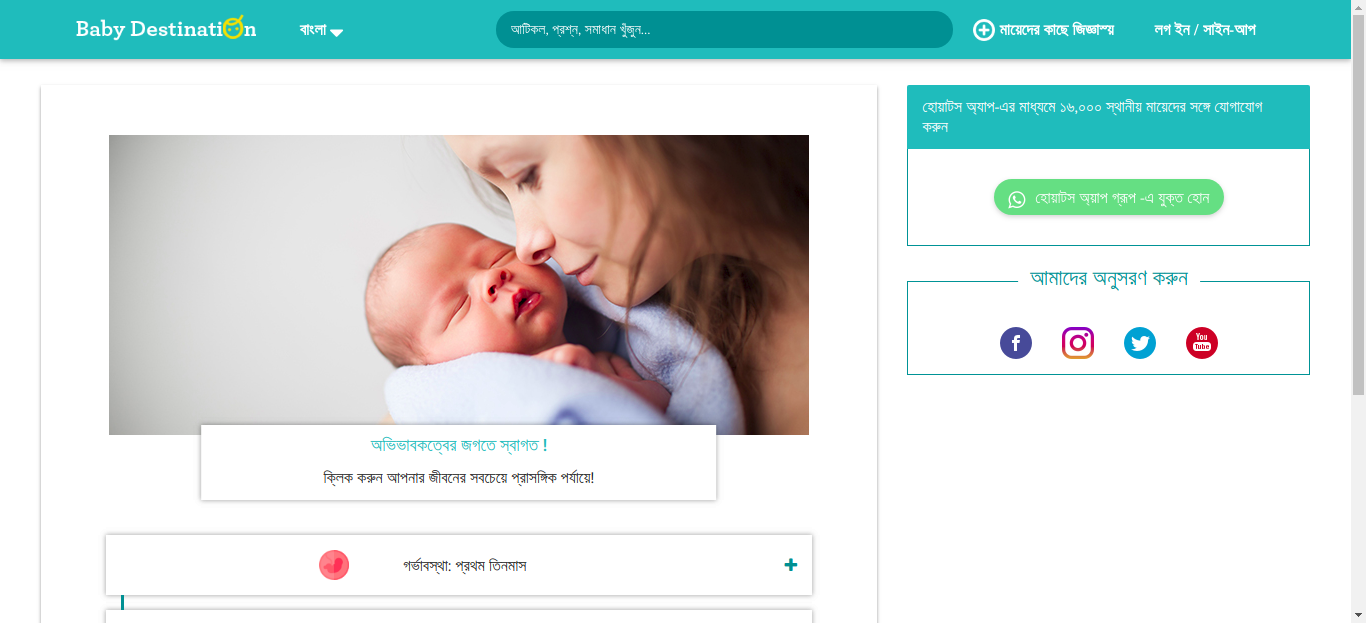 Baby Destination
বাংলা
আটিকল, প্রশ্ন, সমাধান খুঁজুন...
মায়েদের কাছে জিজ্ঞাস্য
লগ ইন / সাইন-আপ
হোয়াটস অ্যাপ-এর মাধ্যমে ১৬,০০০ স্থানীয় মায়েদের সঙ্গে যোগাযোগ
করুন
হোয়াটস অ্য়াপ গ্রূপ -এ যুক্ত হোন
আমাদের অনুসরণ করুন
You
Tube
অভিভাবকত্বের জগতে স্বাগত !
ক্লিক করুন আপনার জীবনের সবচেয়ে প্রাসঙ্গিক পর্যায়ে!
গর্ভাবস্থা: প্রথম তিনমাস